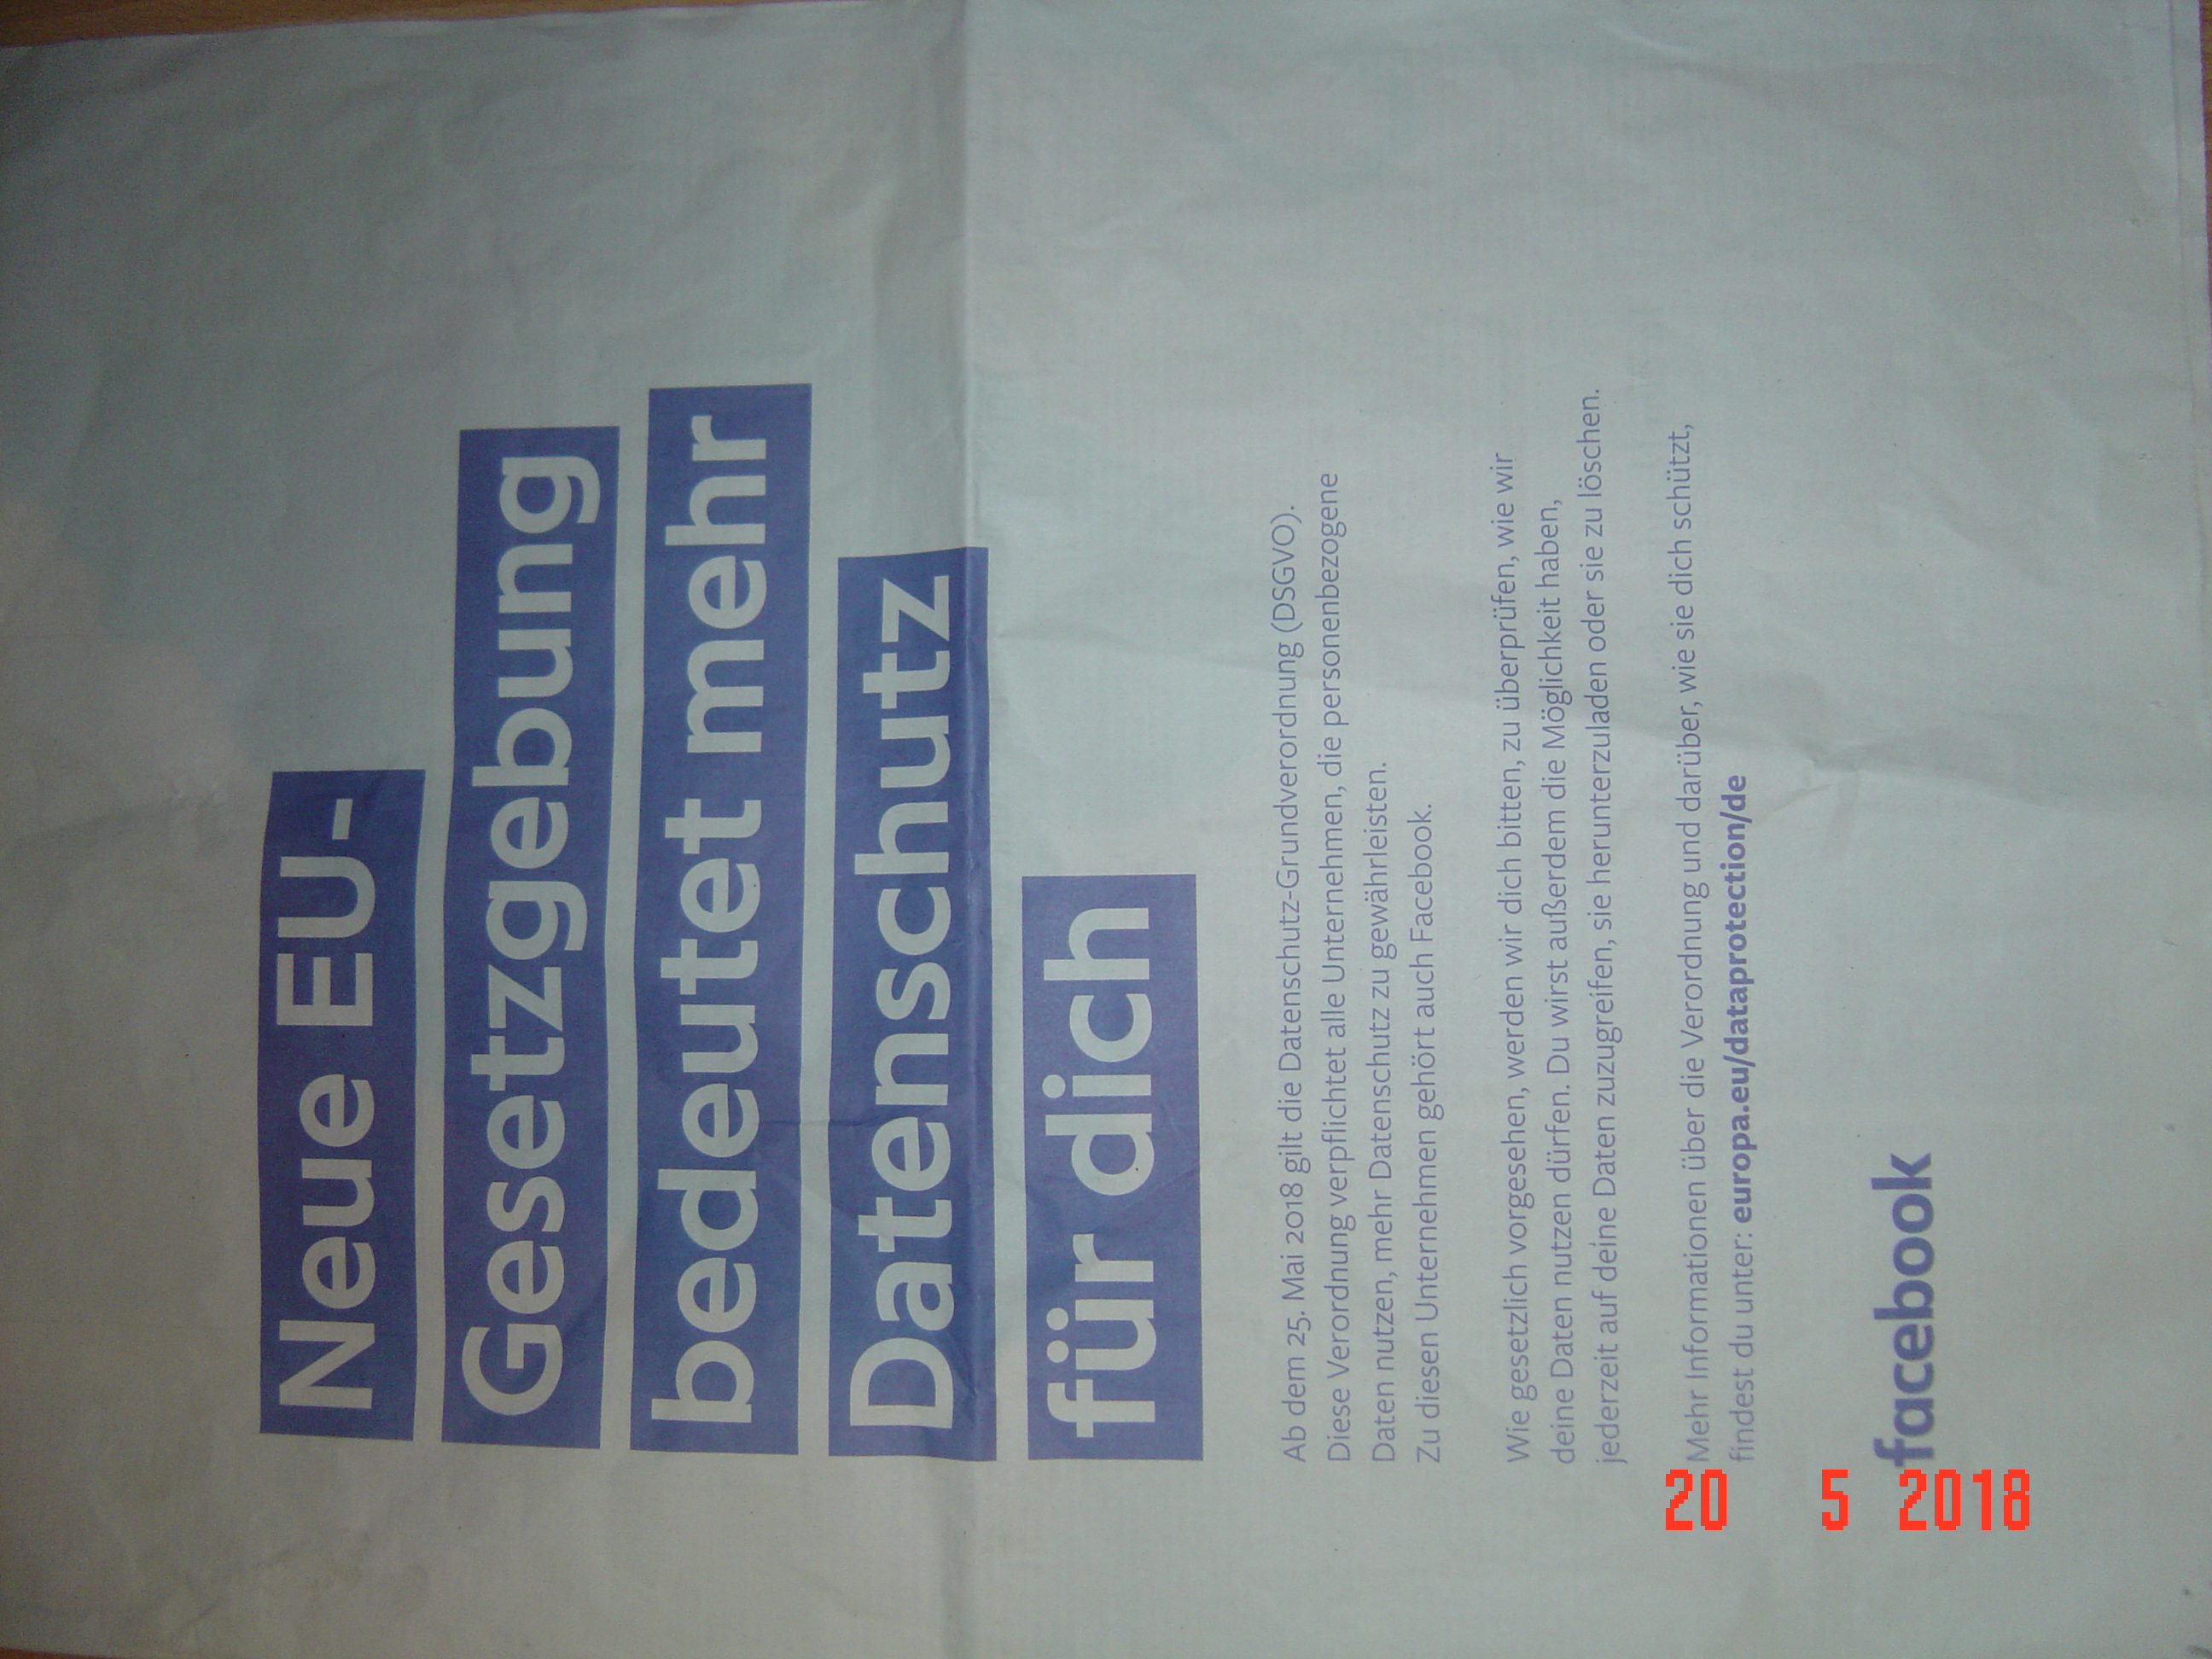 Neue EU-
Gesetzgebung
bedeutet mehr
Datenschutz
für dich
Ab dem 25. Mai 2018 gilt die Datenschutz-Grundverordnung (DSGVO).
Diese Verordnung verpflichtet alle Unternehmen, die personenbezogene
Daten nutzen, mehr Datenschutz zu gewährleisten.
Zu diesen Unternehmen gehört auch Facebook.
Wie gesetzlich vorgesehen, werden wir dich bitten, zu überprüfen, wie wir
deine Daten nutzen dürfen. Du wirst außerdem die Möglichkeit haben,
jederzeit auf deine Daten zuzugreifen, sie herunterzuladen oder sie zu löschen.
Mehr Informationen über die Verordnung und darüber, wie sie dich schützt,
findest du unter: europa.eu/dataprotection/de
facebook
20 5 2018